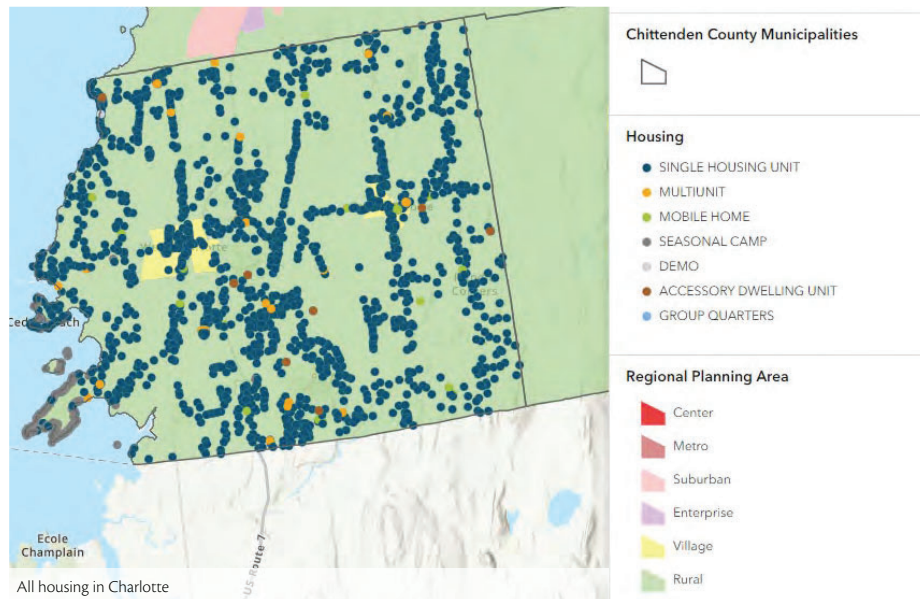 Chittenden County Municipalities
Housing
SINGLE HOUSING UNIT
MULTIUNIT
MOBILE HOME
SEASONAL CAMP
DEMO
ACCESSORY DWELLING UNIT
GROUP QUARTERS
Regional Planning Area
Center
Metro
Suburban
Enterprise
Village
Rural
Ecole
Champlain
US Route 7
All housing in Charlotte